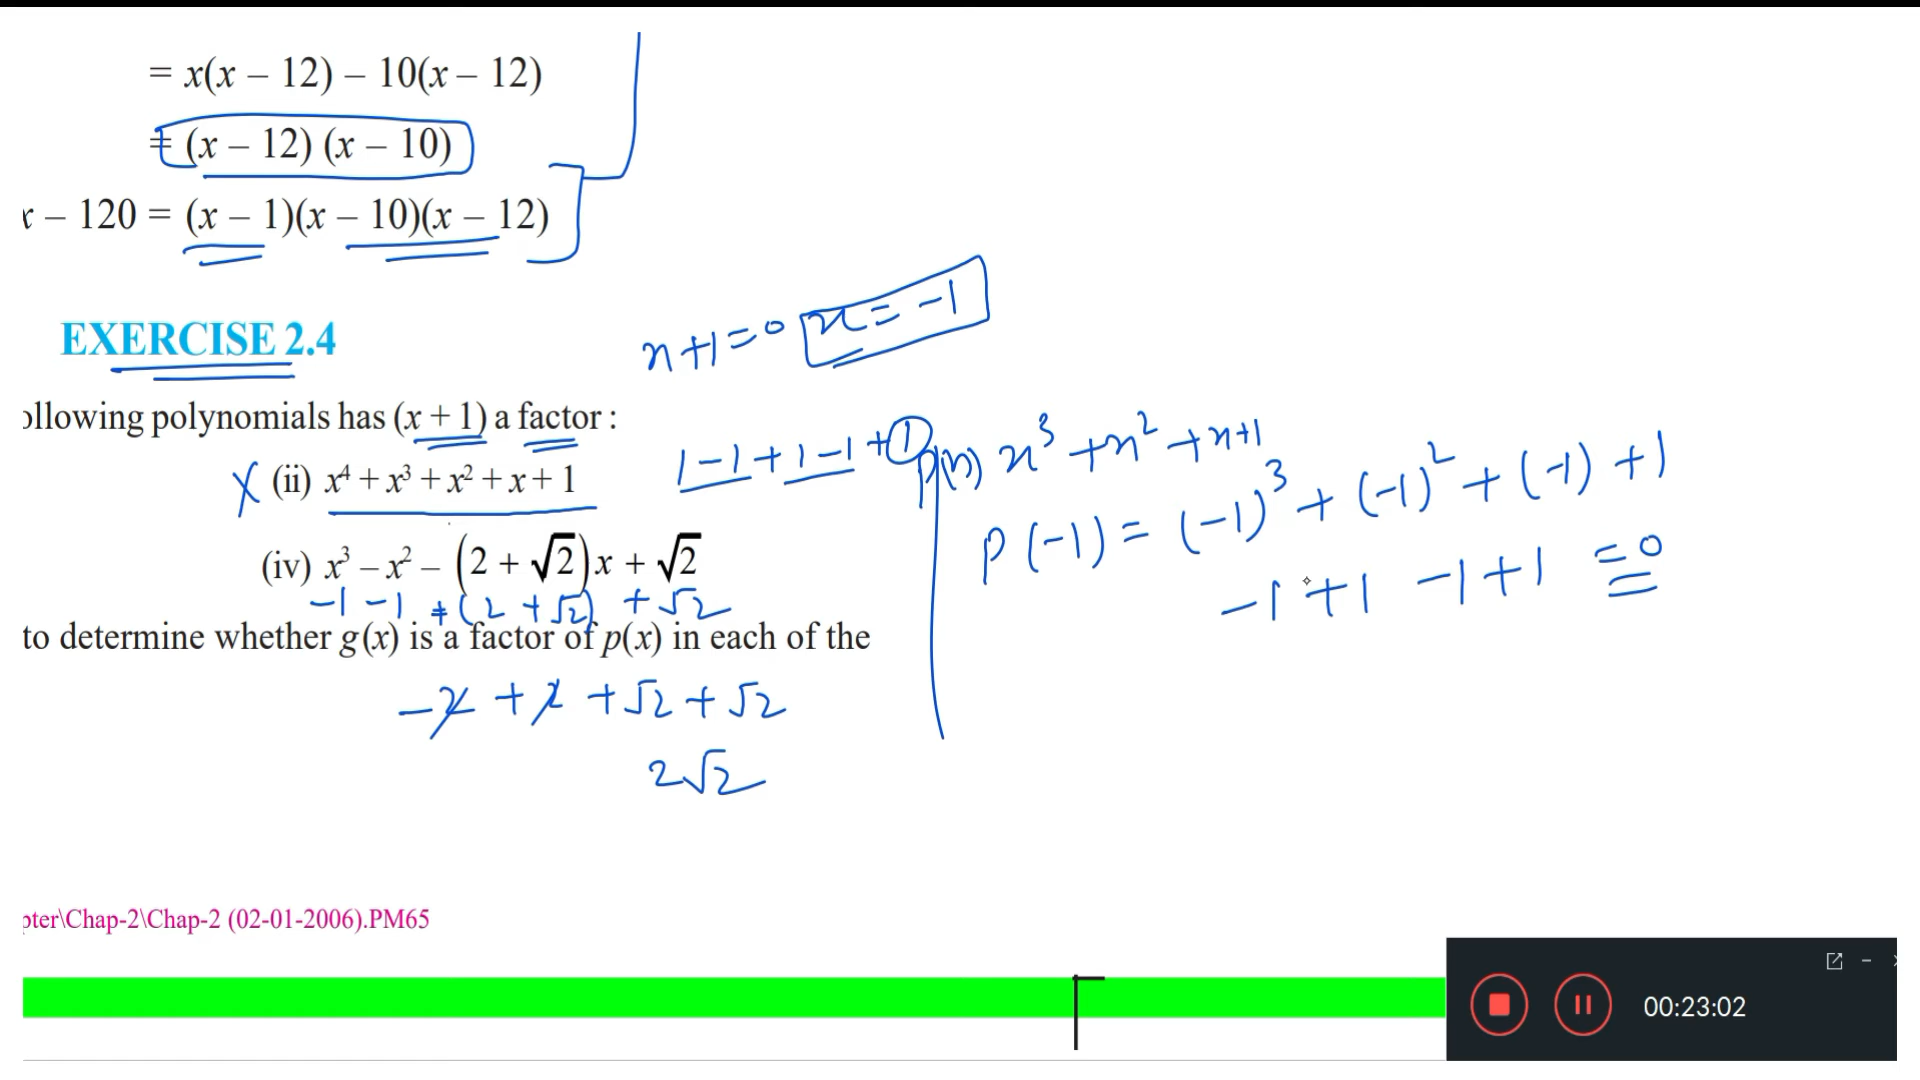 = x(x – 12) – 10(x – 12)
= (x – 12) (x – 10)
x – 120 = (x – 1)(x – 10)(x – 12)
EXERCISE 2.4
x+1=0 x=-1
ollowing polynomials has (x + 1) a factor :
1-1+1-1+1
p(x) x³+x²+x+1
X (ii) x⁴ + x³ + x² + x + 1
P(-1) = (-1)³ + (-1)² + (-1) + 1
(iv) x³ – x² – (2 + √2)x + √2
-1+1 -1+1 =0
-1 -1 +(2 +√2) +√2
to determine whether g(x) is a factor of p(x) in each of the
-2 +2 +√2 +√2
2√2
pter\Chap-2\Chap-2 (02-01-2006).PM65
00:23:02